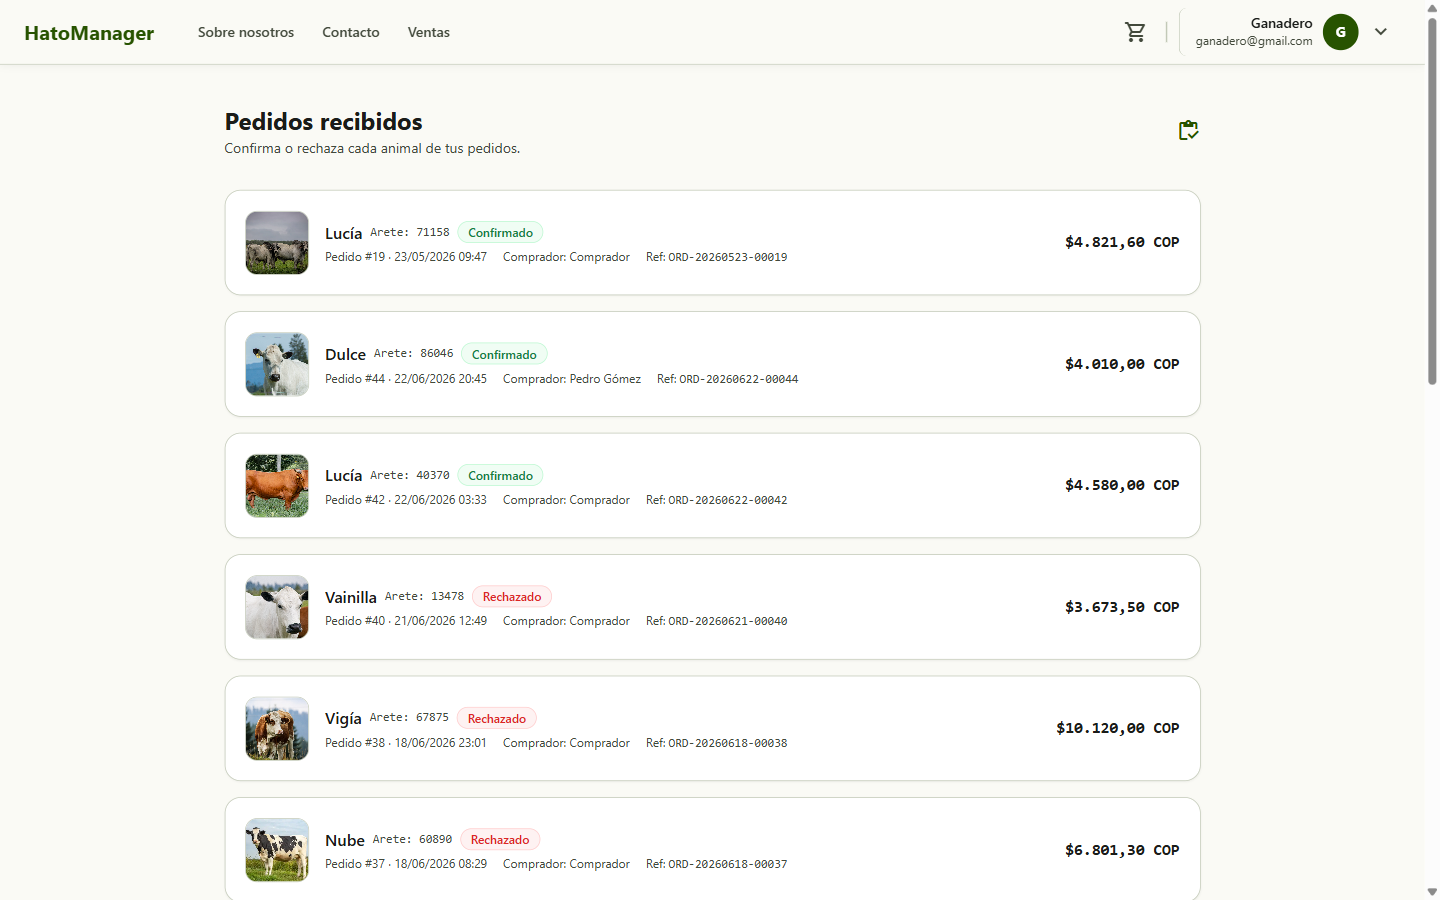 HatoManager Sobre nosotros Contacto Ventas Ganadero
ganadero@gmail.com
G
Pedidos recibidos
Confirma o rechaza cada animal de tus pedidos.
Lucía Arete: 71158 Confirmado
Pedido #19 · 23/05/2026 09:47 Comprador: Comprador Ref: ORD-20260523-00019
$4.821,60 COP
Dulce Arete: 86046 Confirmado
Pedido #44 · 22/06/2026 20:45 Comprador: Pedro Gómez Ref: ORD-20260622-00044
$4.010,00 COP
Lucía Arete: 40370 Confirmado
Pedido #42 · 22/06/2026 03:33 Comprador: Comprador Ref: ORD-20260622-00042
$4.580,00 COP
Vainilla Arete: 13478 Rechazado
Pedido #40 · 21/06/2026 12:49 Comprador: Comprador Ref: ORD-20260621-00040
$3.673,50 COP
Vigía Arete: 67875 Rechazado
Pedido #38 · 18/06/2026 23:01 Comprador: Comprador Ref: ORD-20260618-00038
$10.120,00 COP
Nube Arete: 60890 Rechazado
Pedido #37 · 18/06/2026 08:29 Comprador: Comprador Ref: ORD-20260618-00037
$6.801,30 COP